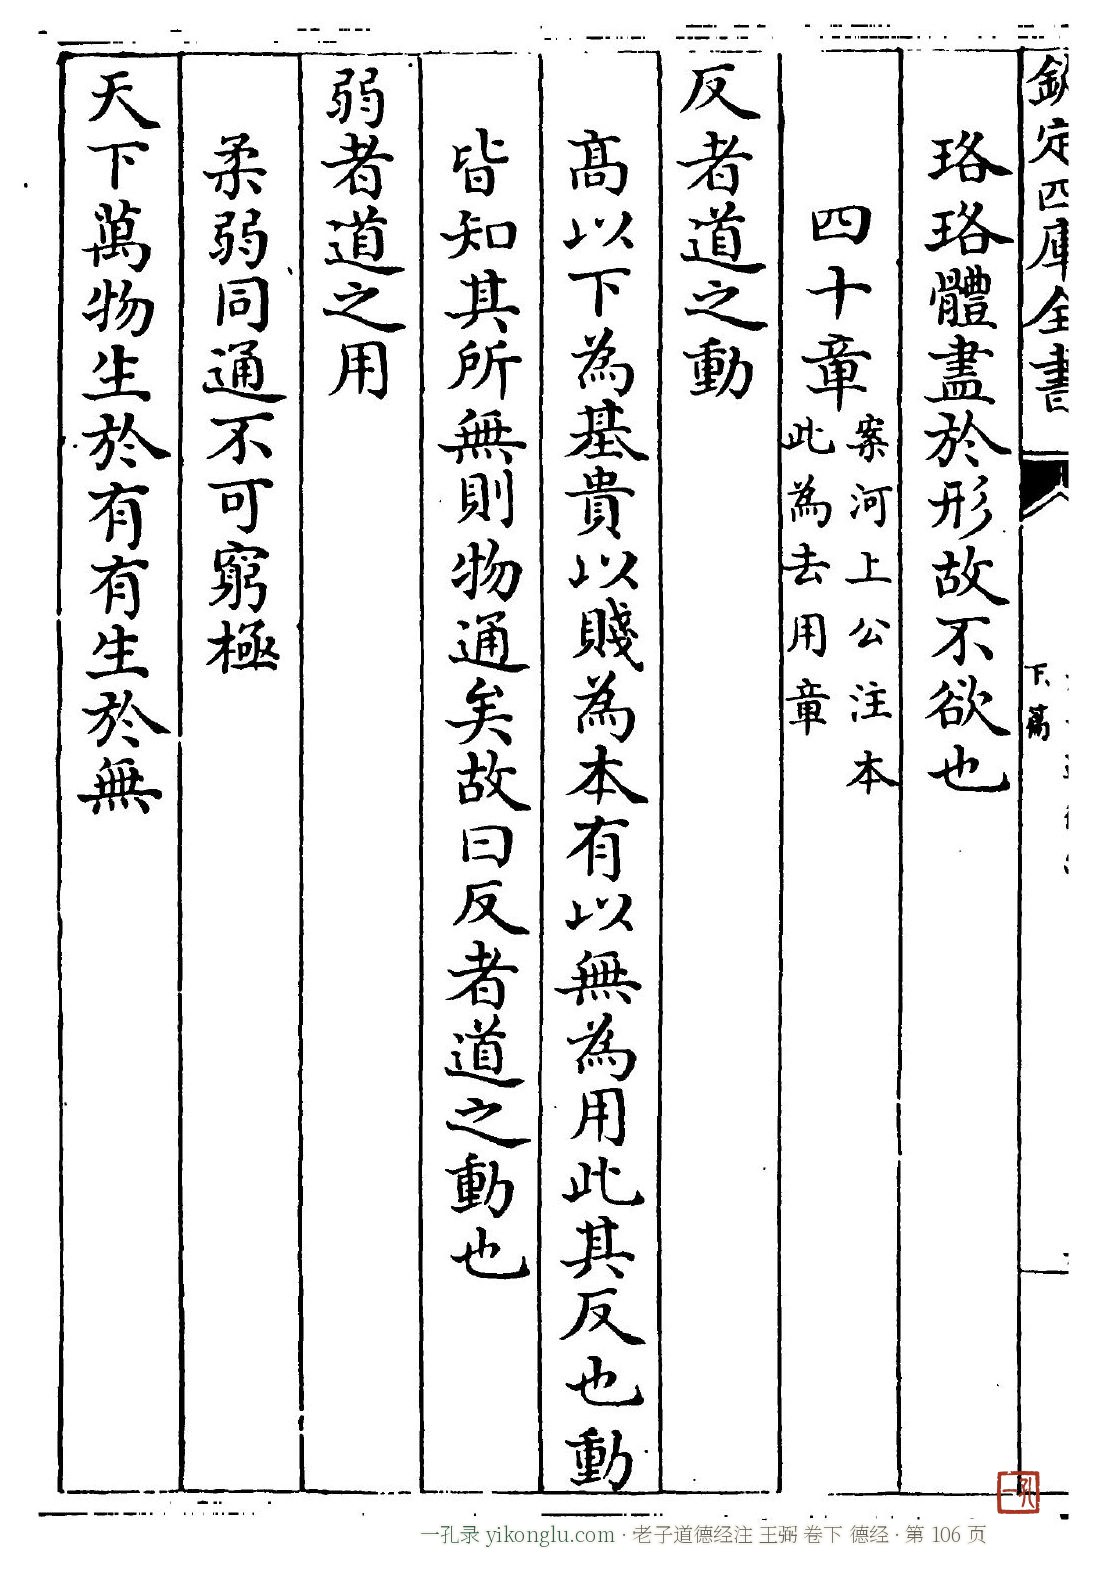 欽定四庫全書
下篇
珞珞體盡於形故不欲也
四十章案河上公注本此為去用章
反者道之動
髙以下為基貴以賤為本有以無為用此其反也動
皆知其所無則物通矣故曰反者道之動也
弱者道之用
柔弱同通不可窮極
天下萬物生於有有生於無
一孔
一孔录 yikonglu.com · 老子道德经注 王弼 卷下 德经 · 第 106 页